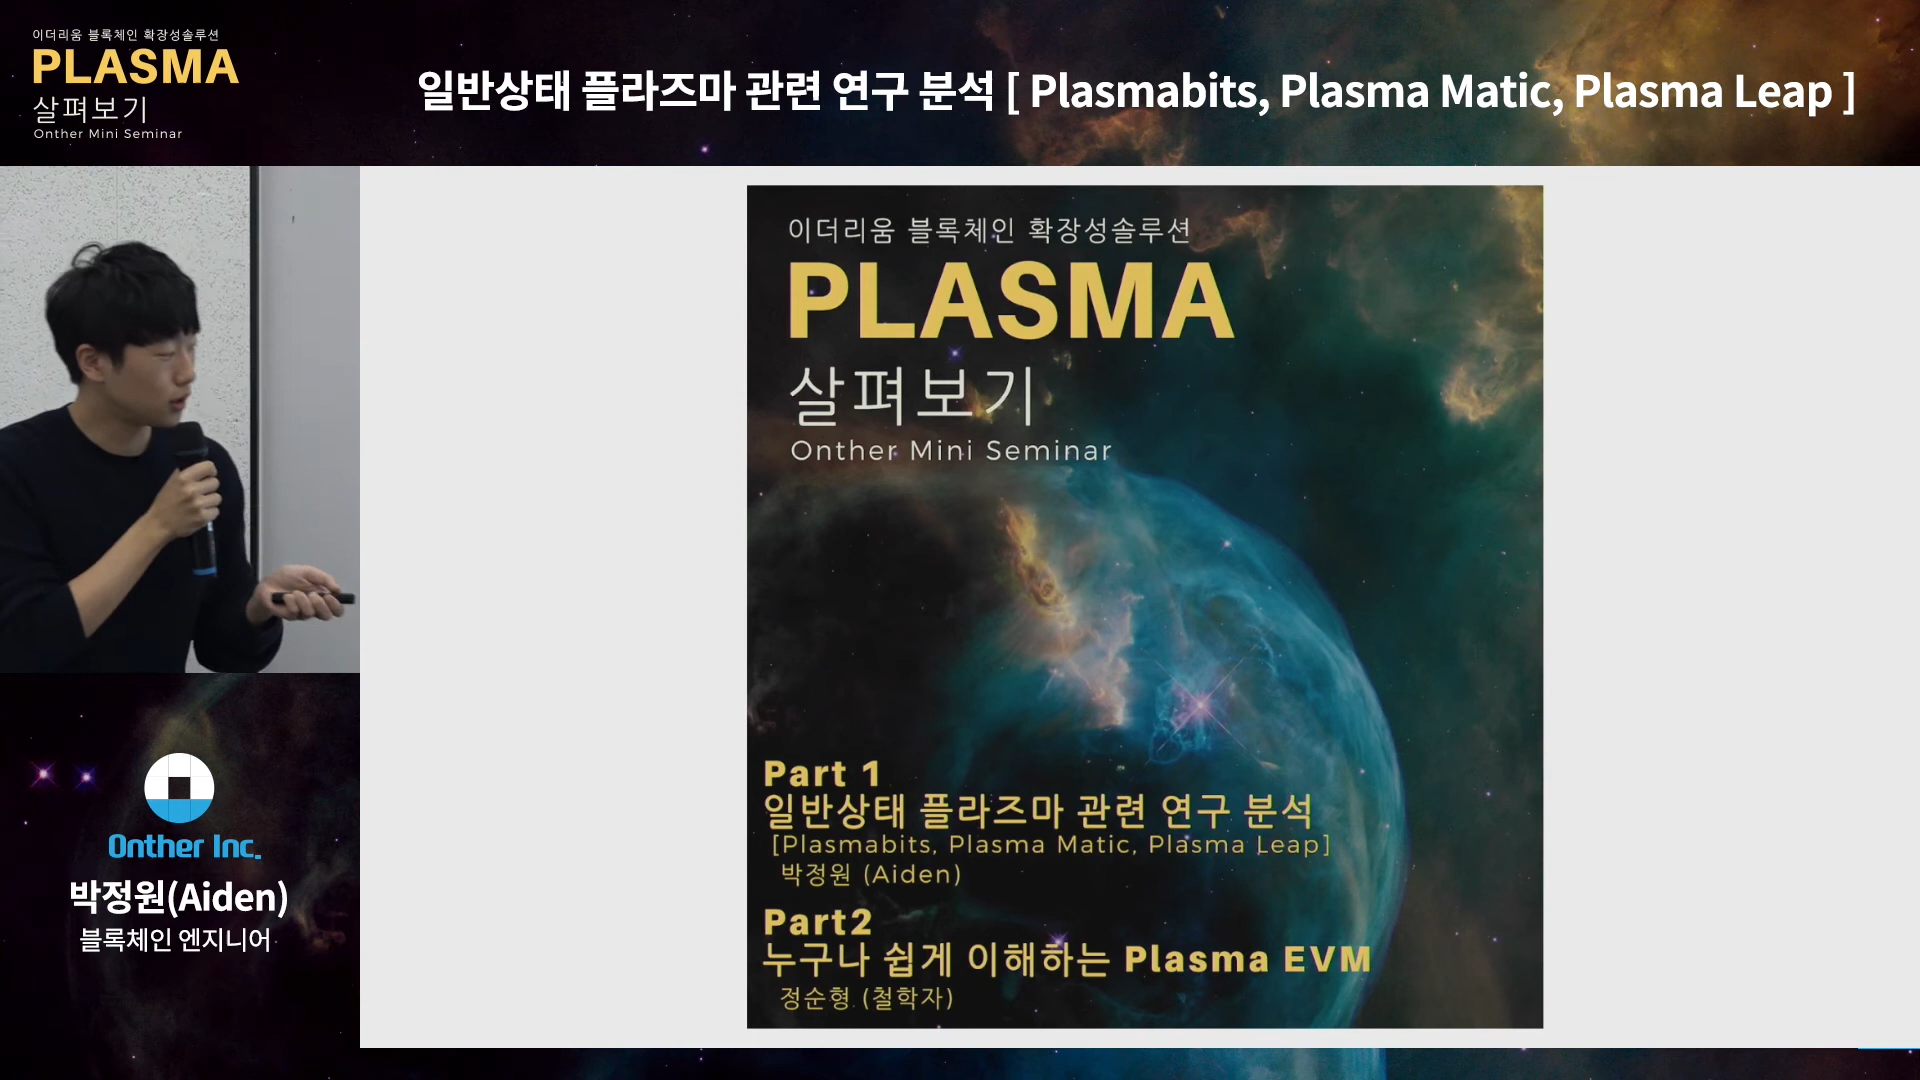 이더리움 블록체인 확장성솔루션
PLASMA
살펴보기
Onther Mini Seminar
일반상태 플라즈마 관련 연구 분석 [ Plasmabits, Plasma Matic, Plasma Leap ]
이더리움 블록체인 확장성솔루션
PLASMA
살펴보기
Onther Mini Seminar
Part 1
일반상태 플라즈마 관련 연구 분석
[Plasmabits, Plasma Matic, Plasma Leap]
박정원 (Aiden)
Part2
누구나 쉽게 이해하는 Plasma EVM
정순형 (철학자)
Onther Inc.
박정원(Aiden)
블록체인 엔지니어